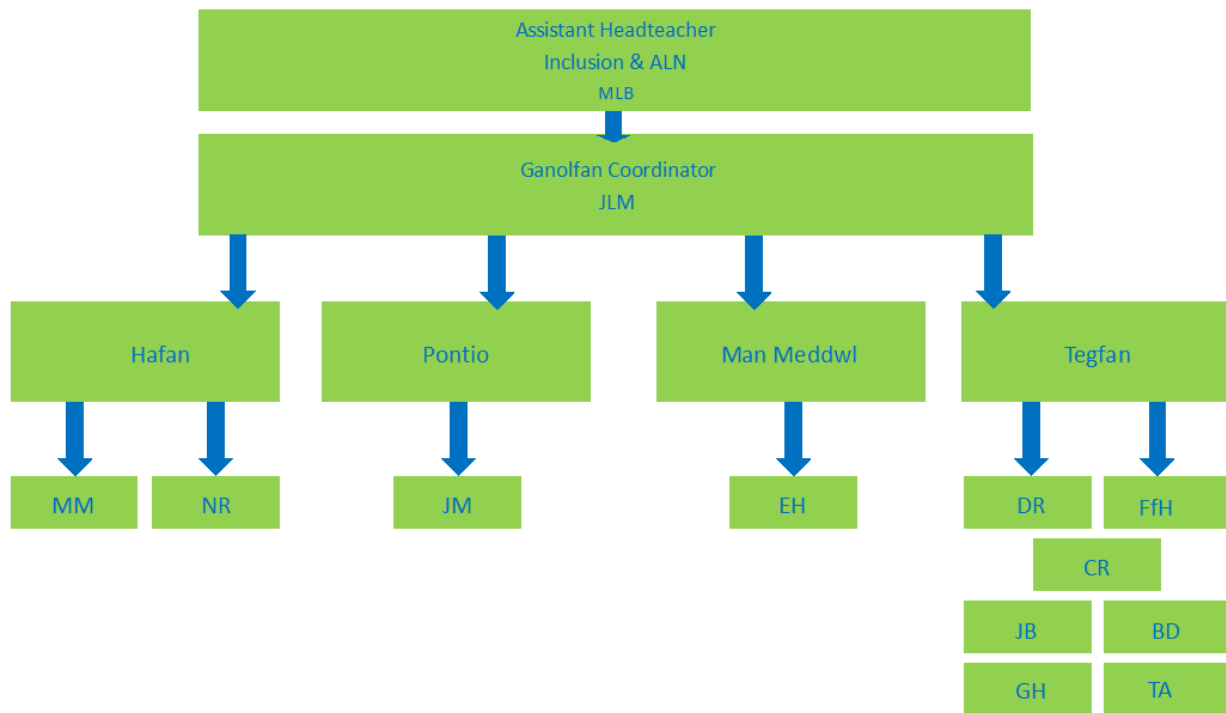 Assistant Headteacher
Inclusion & ALN
MLB
Ganolfan Coordinator
JLM
Hafan
Pontio
Man Meddwl
Tegfan
MM
NR
JM
EH
DR
FfH
CR
JB
BD
GH
TA